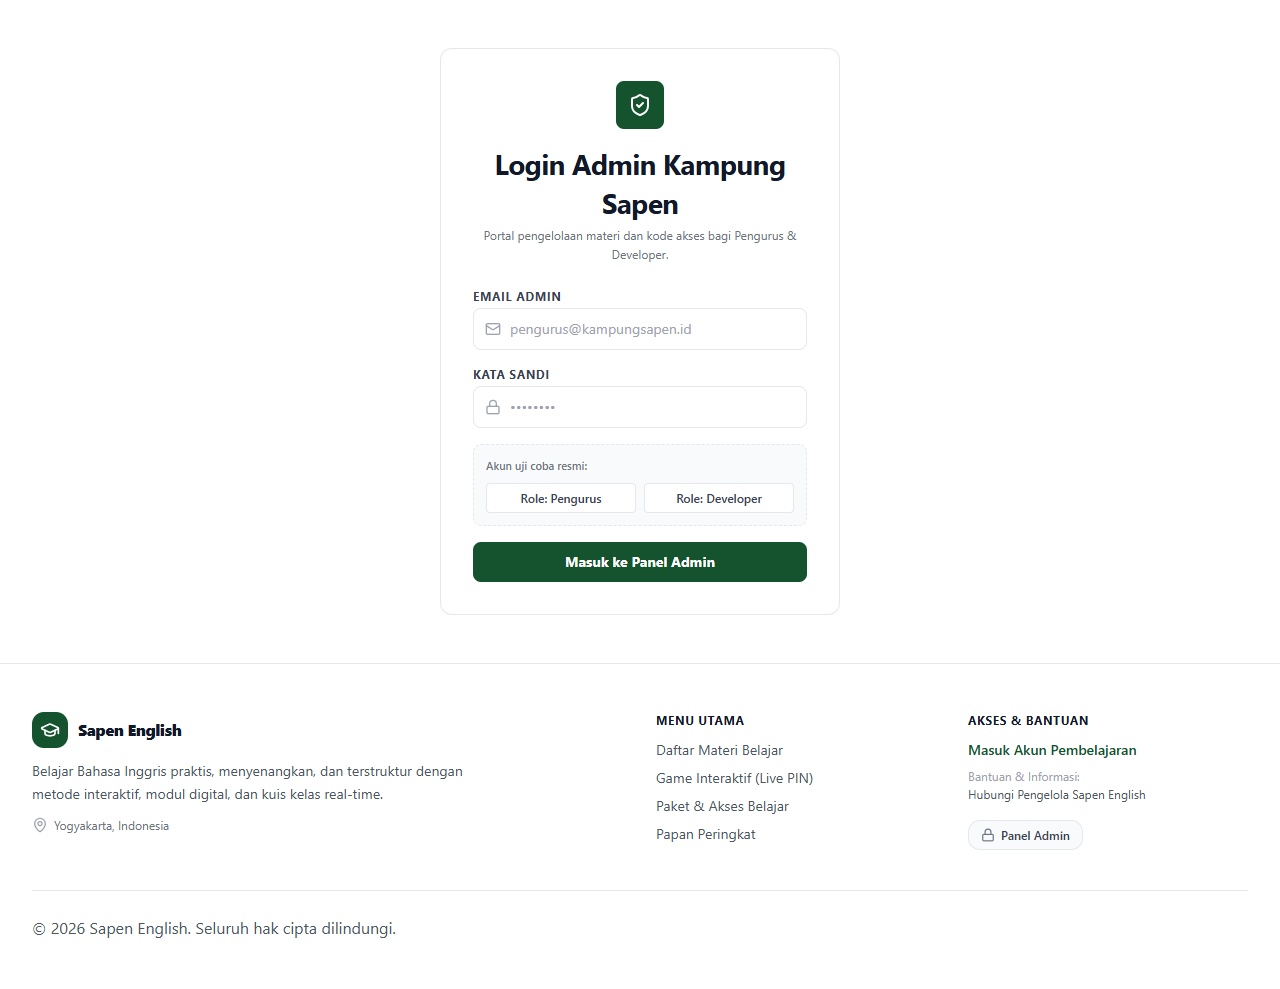 Login Admin Kampung
Sapen
Portal pengelolaan materi dan kode akses bagi Pengurus &
Developer.
EMAIL ADMIN
pengurus@kampungsapen.id
KATA SANDI
••••••••
Akun uji coba resmi:
Role: Pengurus
Role: Developer
Masuk ke Panel Admin
Sapen English
Belajar Bahasa Inggris praktis, menyenangkan, dan terstruktur dengan
metode interaktif, modul digital, dan kuis kelas real-time.
Yogyakarta, Indonesia
MENU UTAMA
Daftar Materi Belajar
Game Interaktif (Live PIN)
Paket & Akses Belajar
Papan Peringkat
AKSES & BANTUAN
Masuk Akun Pembelajaran
Bantuan & Informasi:
Hubungi Pengelola Sapen English
Panel Admin
© 2026 Sapen English. Seluruh hak cipta dilindungi.